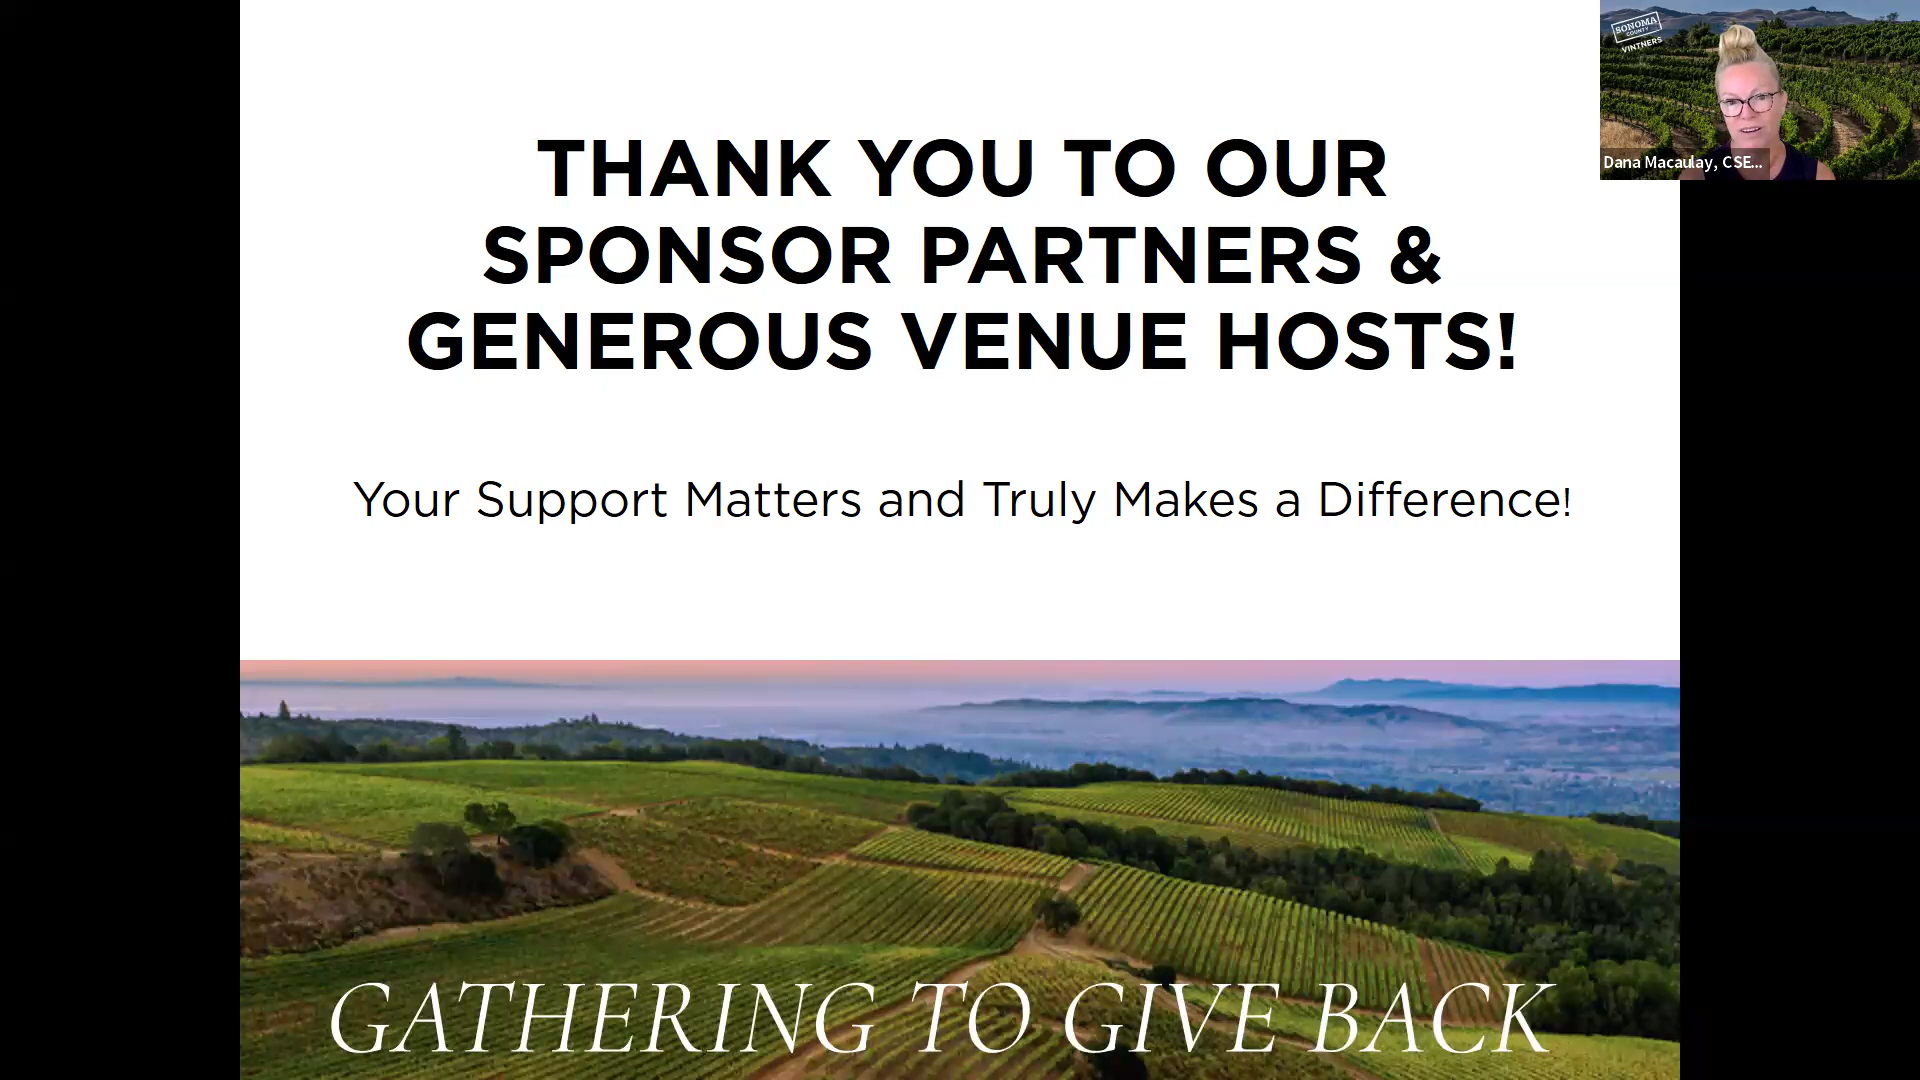 THANK YOU TO OUR
SPONSOR PARTNERS &
GENEROUS VENUE HOSTS!
Your Support Matters and Truly Makes a Difference!
GATHERING TO GIVE BACK
SONOMA
COUNTY
VINTNERS
Dana Macaulay, CSE...